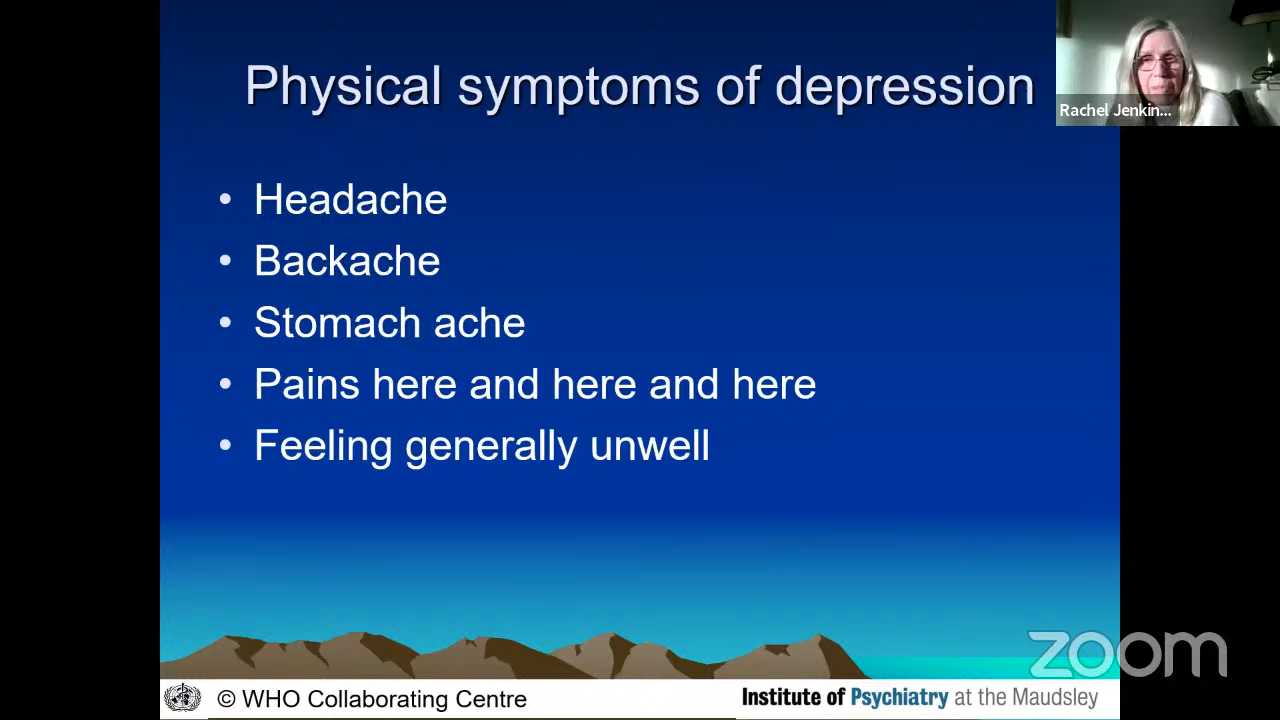 Physical symptoms of depression
Rachel Jenkin...
• Headache
• Backache
• Stomach ache
• Pains here and here and here
• Feeling generally unwell
zoom
© WHO Collaborating Centre
Institute of Psychiatry at the Maudsley